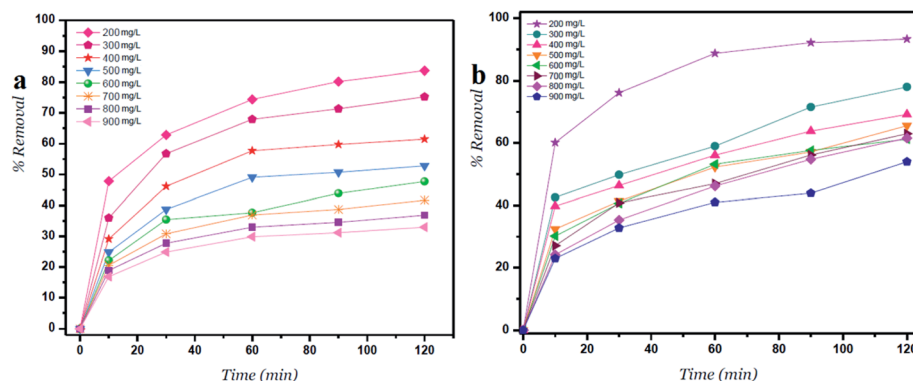 a
% Removal
100
90
80
70
60
50
40
30
20
10
0
200 mg/L
300 mg/L
400 mg/L
500 mg/L
600 mg/L
700 mg/L
800 mg/L
900 mg/L
0 20 40 60 80 100 120
Time (min)
b
% Removal
100
80
60
40
20
0
200 mg/L
300 mg/L
400 mg/L
500 mg/L
600 mg/L
700 mg/L
800 mg/L
900 mg/L
0 20 40 60 80 100 120
Time (min)